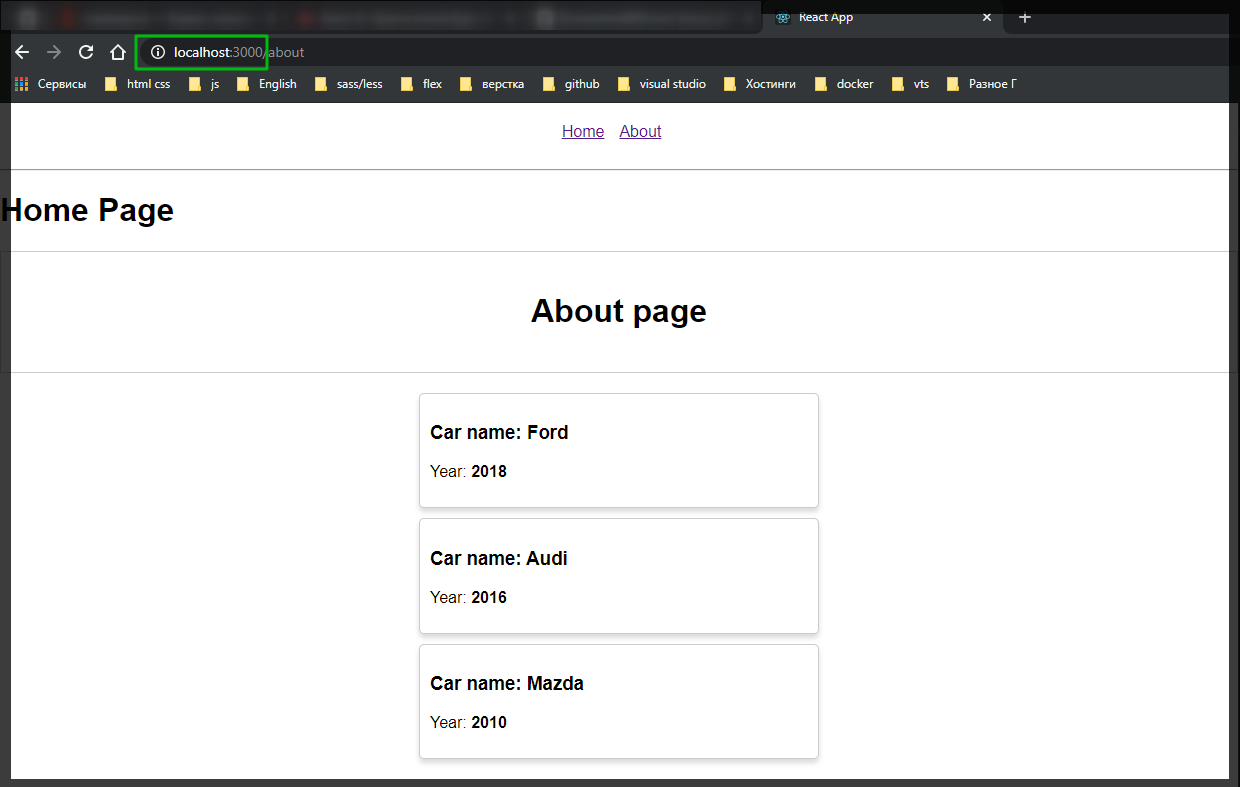 React App
localhost:3000/about
Сервисы html css js English sass/less flex верстка github visual studio Хостинги docker vts Разное Г
Home About
Home Page
About page
Car name: Ford
Year: 2018
Car name: Audi
Year: 2016
Car name: Mazda
Year: 2010